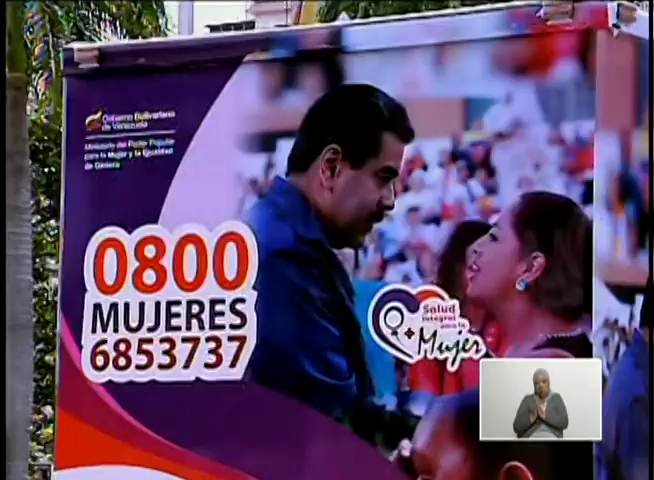 Gobierno Bolivariano
de Venezuela
Ministerio del Poder Popular
para la Mujer y la Igualdad
de Género
0800
MUJERES
6853737
Salud
Integral
para la
Mujer